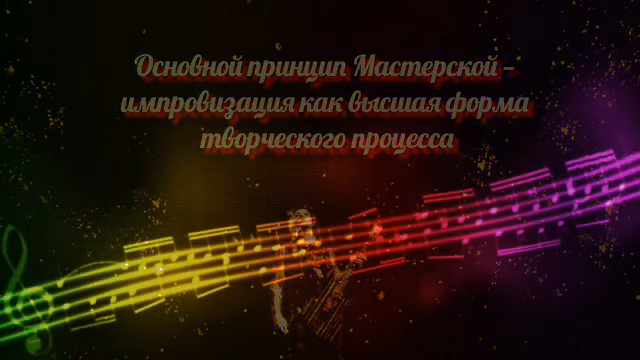 Основной принцип Мастерской –
импровизация как высшая форма
творческого процесса